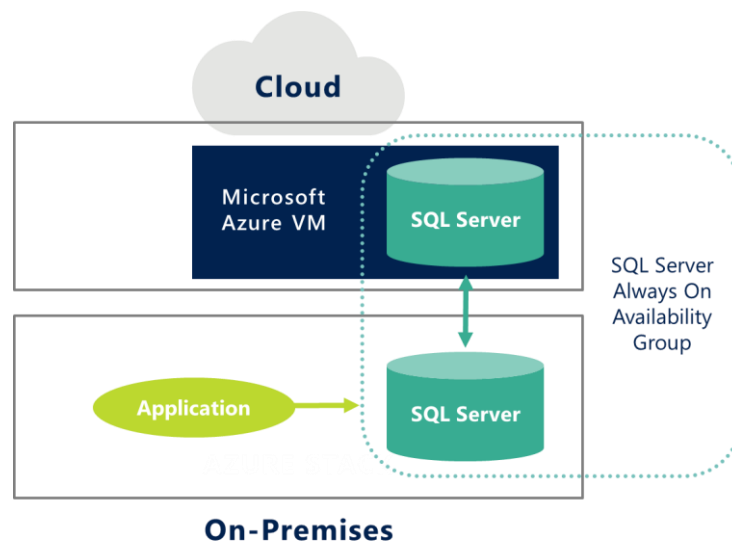 Cloud
Microsoft
Azure VM
SQL Server
SQL Server
Always On
Availability
Group
Application
SQL Server
On-Premises